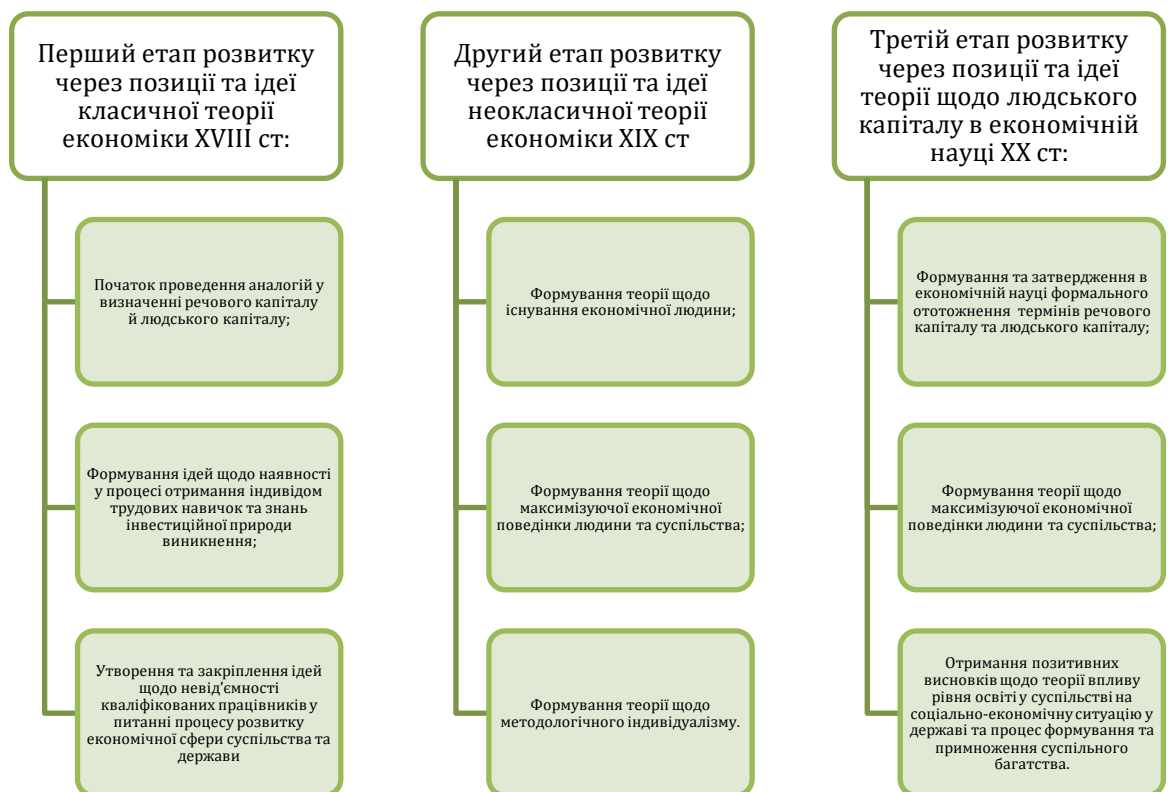 Перший етап розвитку
через позиції та ідеї
класичної теорії
економіки XVIII ст:
Початок проведення аналогій у
визначенні речового капіталу
й людського капіталу;
Формування ідей щодо наявності
у процесі отримання індивідом
трудових навичок та знань
інвестиційної природи
виникнення;
Утворення та закріплення ідей
щодо невід’ємності
кваліфікованих працівників у
питанні процесу розвитку
економічної сфери суспільства та
держави
Другий етап розвитку
через позиції та ідеї
неокласичної теорії
економіки XIX ст
Формування теорії щодо
існування економічної людини;
Формування теорії щодо
максимізуючої економічної
поведінки людини та суспільства;
Формування теорії щодо
методологічного індивідуалізму.
Третій етап розвитку
через позиції та ідеї
теорії щодо людського
капіталу в економічній
науці XX ст:
Формування та затвердження в
економічній науці формального
ототожнення термінів речового
капіталу та людського капіталу;
Формування теорії щодо
максимізуючої економічної
поведінки людини та суспільства;
Отримання позитивних
висновків щодо теорії впливу
рівня освіті у суспільстві на
соціально-економічну ситуацію у
державі та процес формування та
примноження суспільного
багатства.